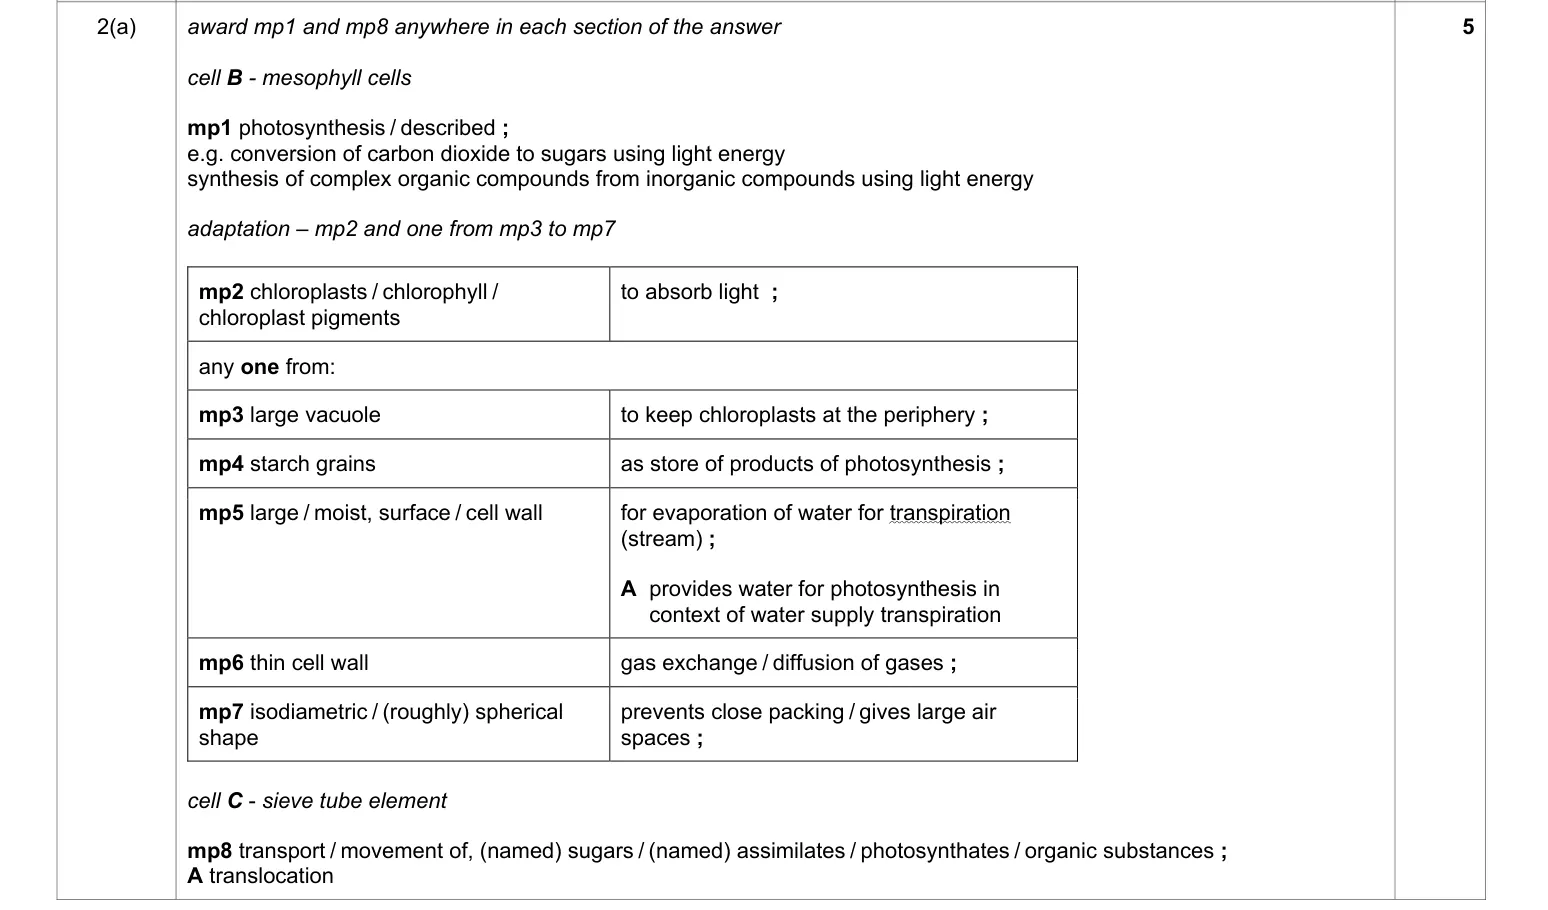 2(a)
award mp1 and mp8 anywhere in each section of the answer
5
cell B - mesophyll cells
mp1 photosynthesis / described ;
e.g. conversion of carbon dioxide to sugars using light energy
synthesis of complex organic compounds from inorganic compounds using light energy
adaptation – mp2 and one from mp3 to mp7
mp2 chloroplasts / chlorophyll /
chloroplast pigments
to absorb light ;
any one from:
mp3 large vacuole
to keep chloroplasts at the periphery ;
mp4 starch grains
as store of products of photosynthesis ;
mp5 large / moist, surface / cell wall
for evaporation of water for transpiration
(stream) ;
A provides water for photosynthesis in
context of water supply transpiration
mp6 thin cell wall
gas exchange / diffusion of gases ;
mp7 isodiametric / (roughly) spherical
shape
prevents close packing / gives large air
spaces ;
cell C - sieve tube element
mp8 transport / movement of, (named) sugars / (named) assimilates / photosynthates / organic substances ;
A translocation